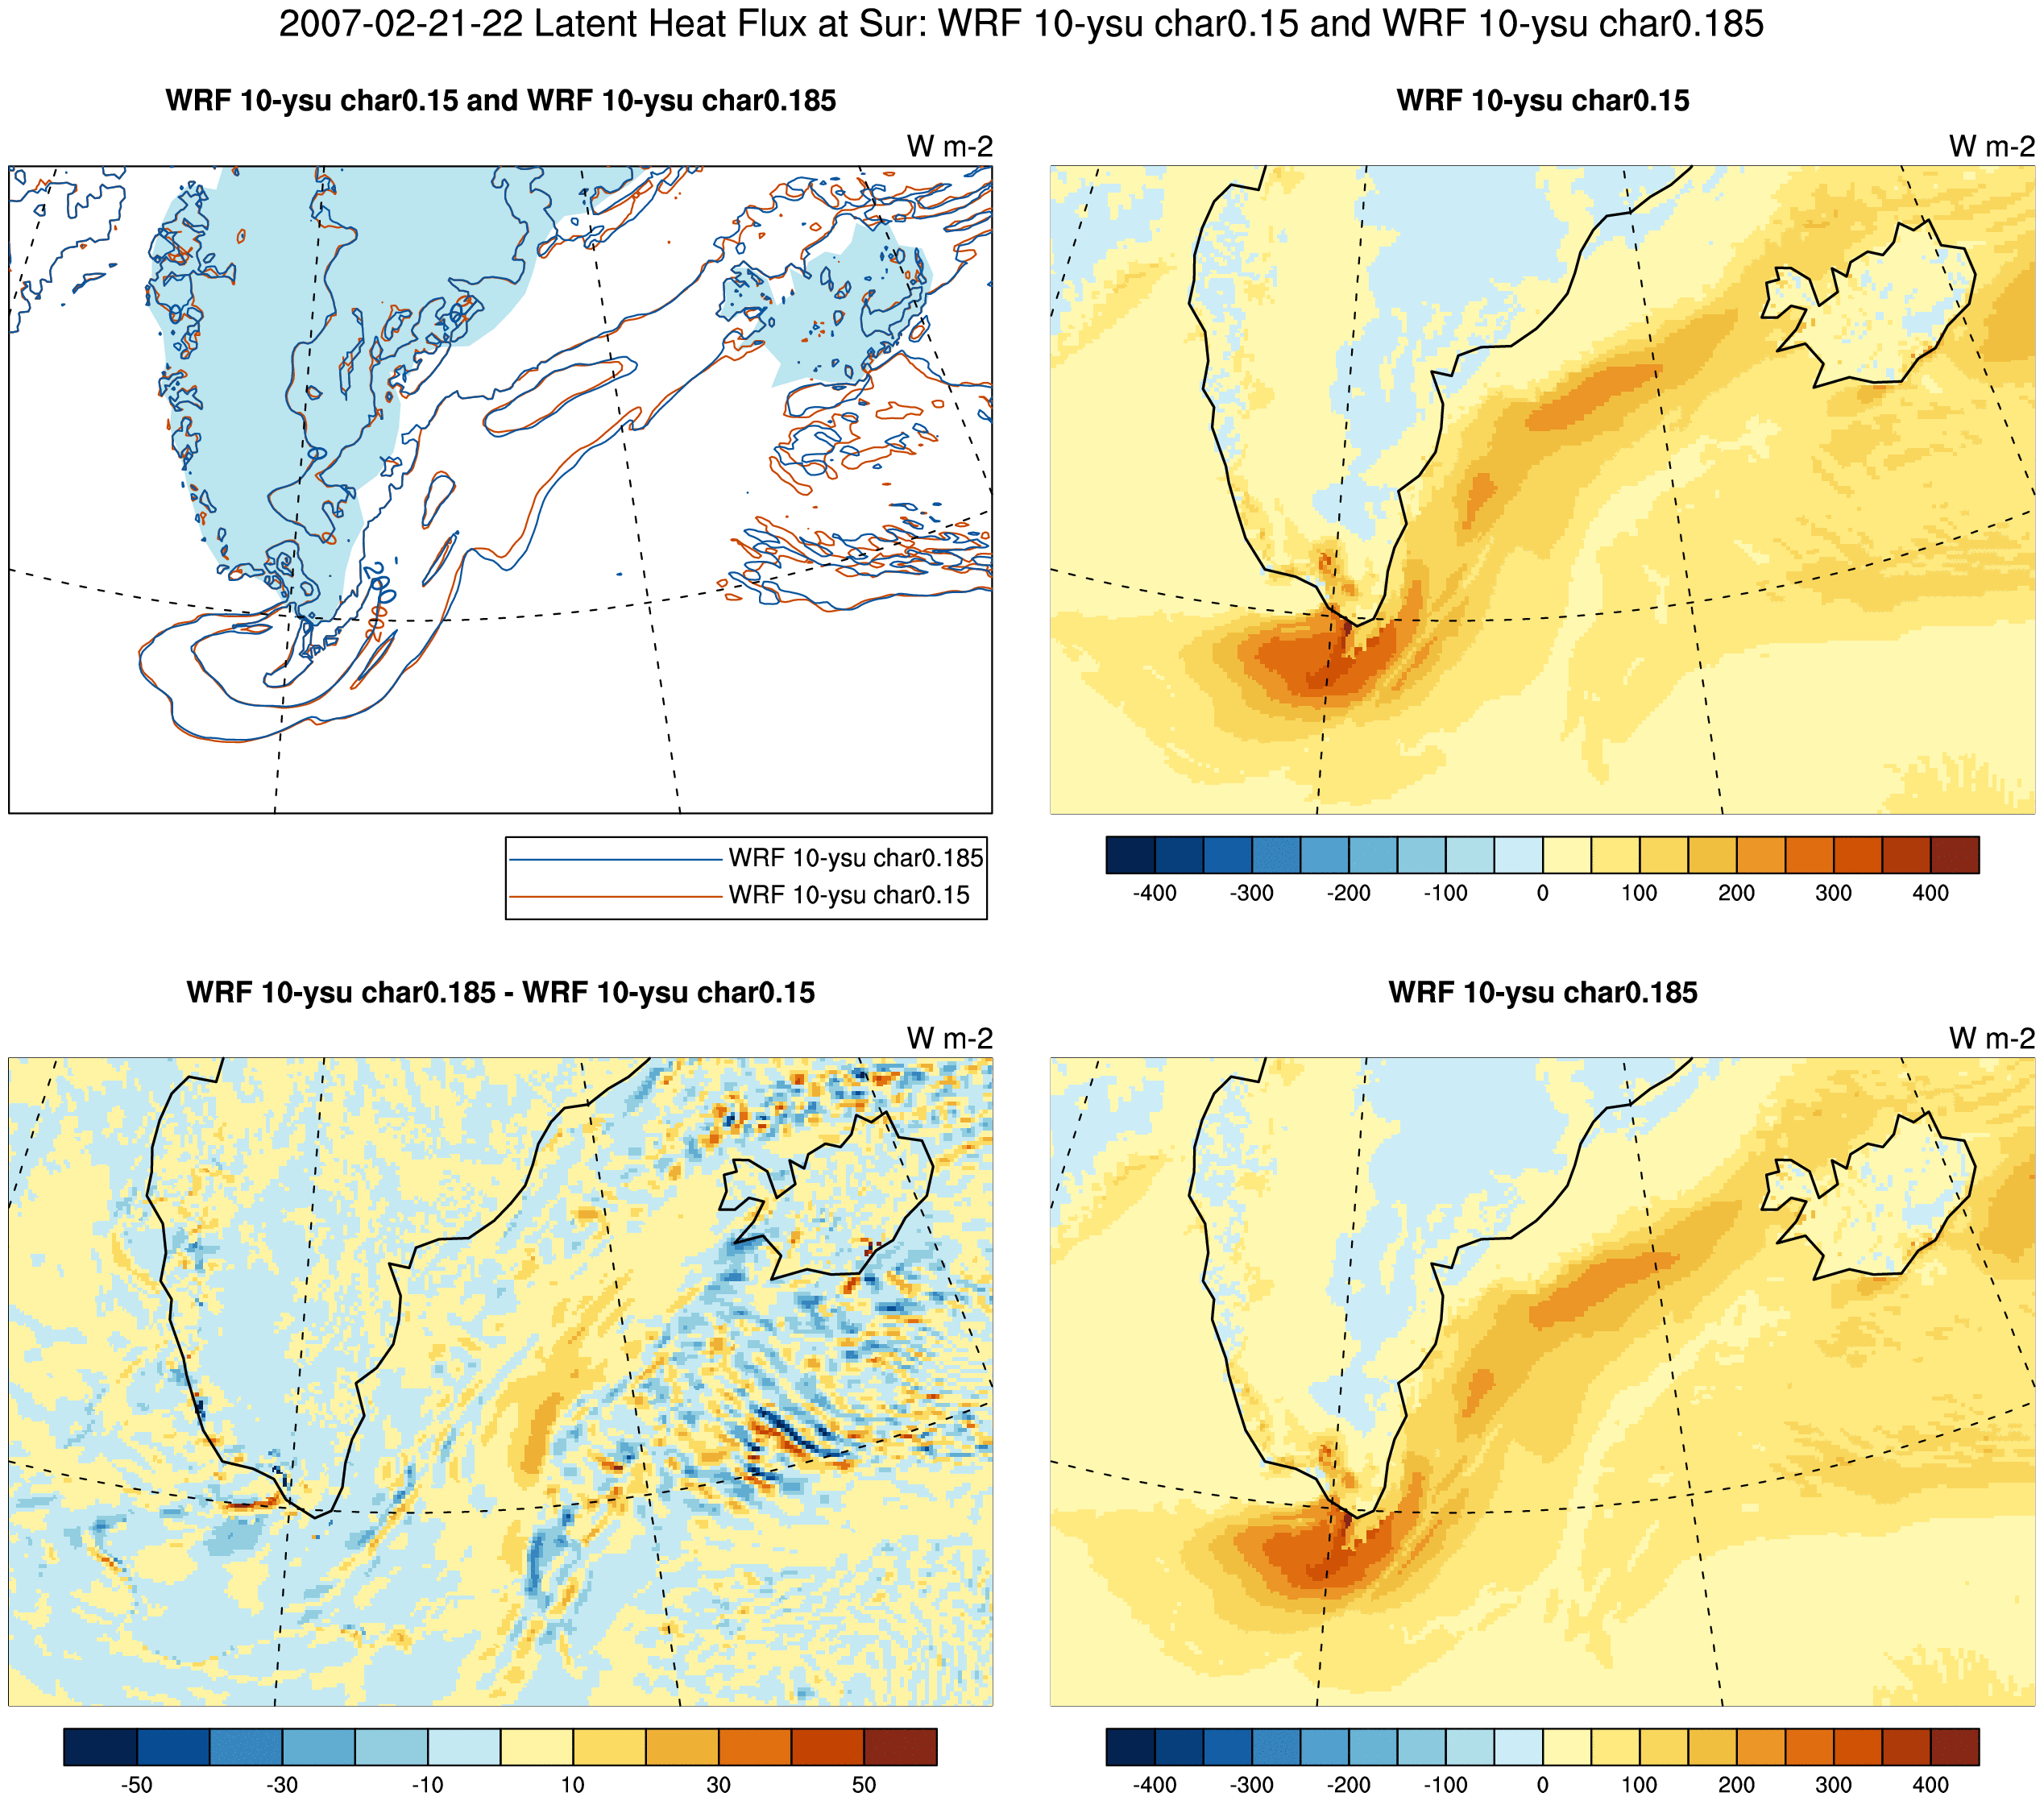 2007-02-21-22 Latent Heat Flux at Sur: WRF 10-ysu char0.15 and WRF 10-ysu char0.185
WRF 10-ysu char0.15 and WRF 10-ysu char0.185
W m-2
200
200
WRF 10-ysu char0.185
WRF 10-ysu char0.15
WRF 10-ysu char0.15
W m-2
-400 -300 -200 -100 0 100 200 300 400
WRF 10-ysu char0.185 - WRF 10-ysu char0.15
W m-2
-50 -30 -10 10 30 50
WRF 10-ysu char0.185
W m-2
-400 -300 -200 -100 0 100 200 300 400